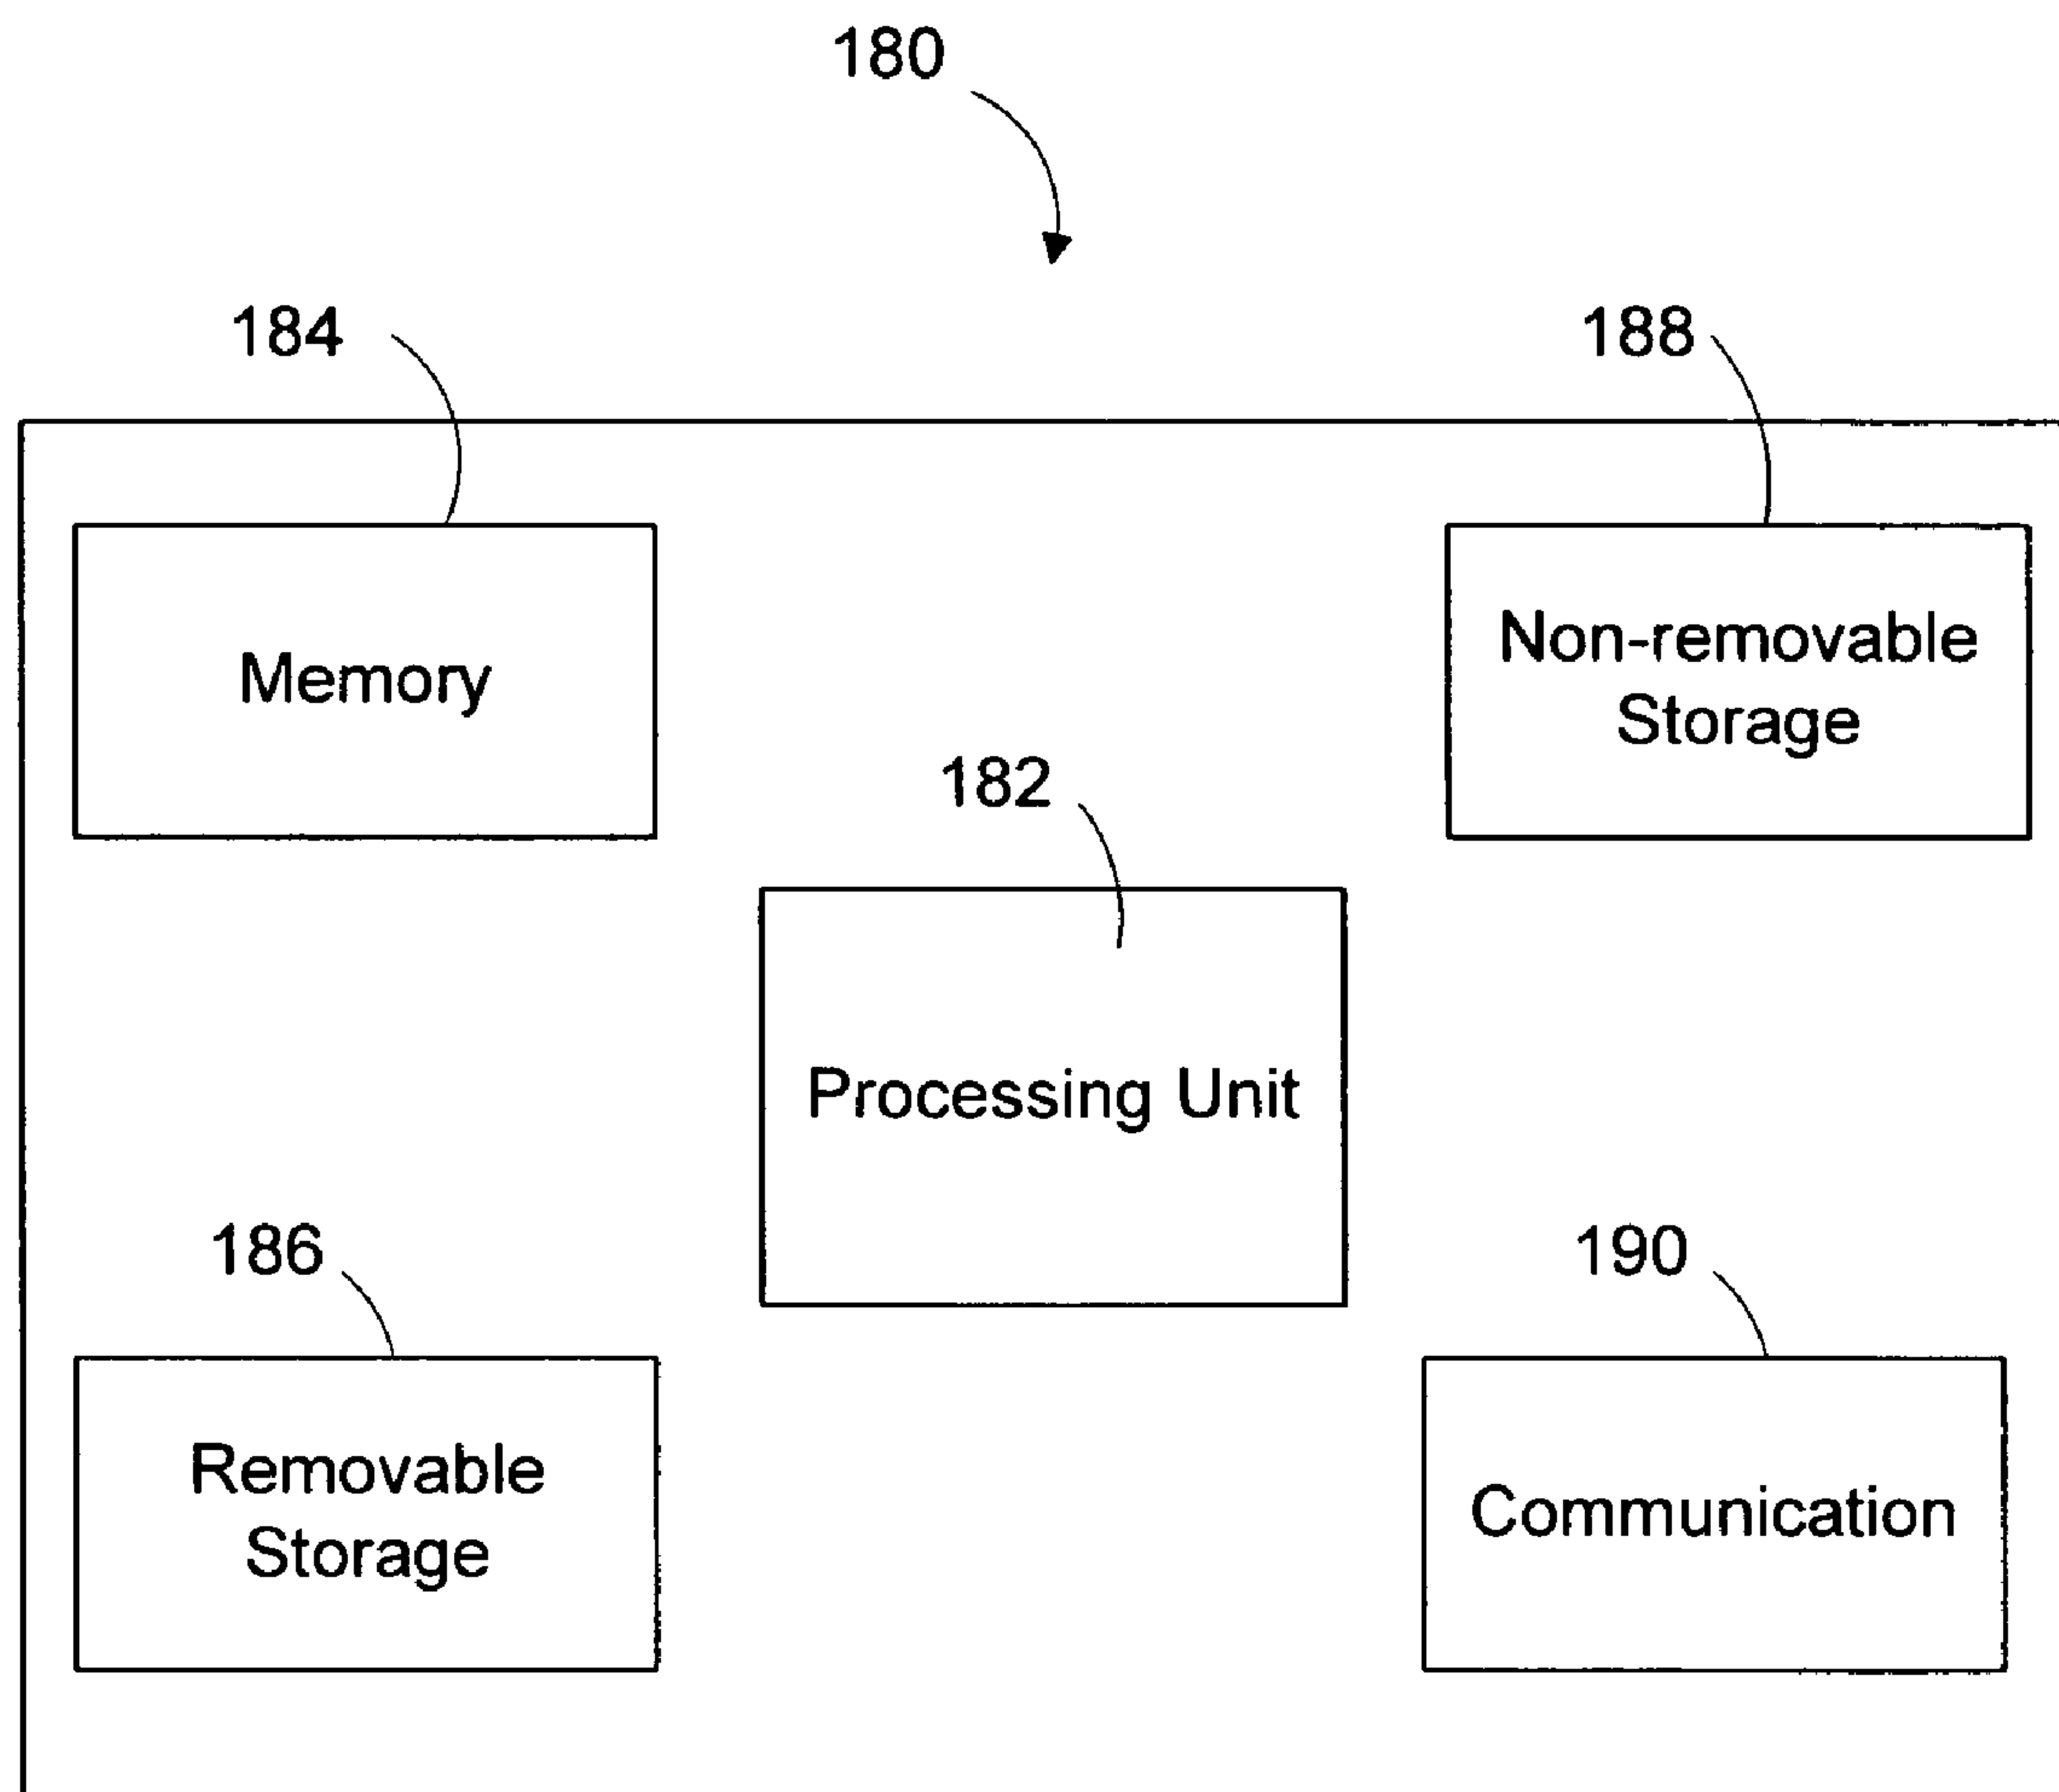 180
184
188
Memory
Non-removable
Storage
182
Processing Unit
186
190
Removable
Storage
Communication